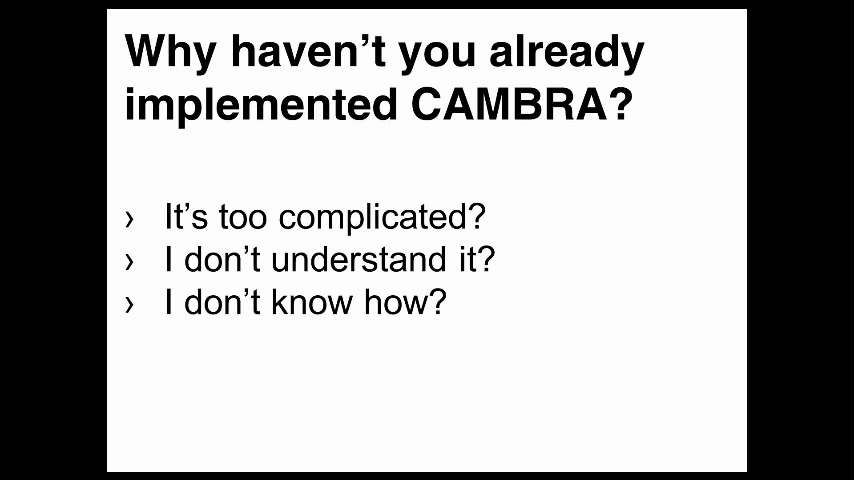 Why haven't you already
implemented CAMBRA?
› It's too complicated?
› I don't understand it?
› I don't know how?